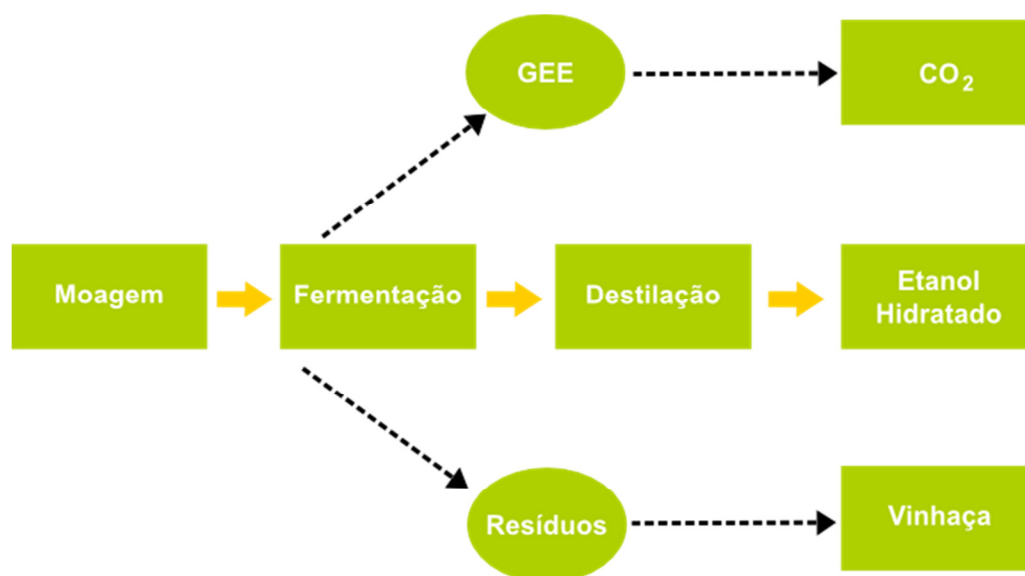 GEE
CO2
Moagem
Fermentação
Destilação
Etanol
Hidratado
Resíduos
Vinhaça